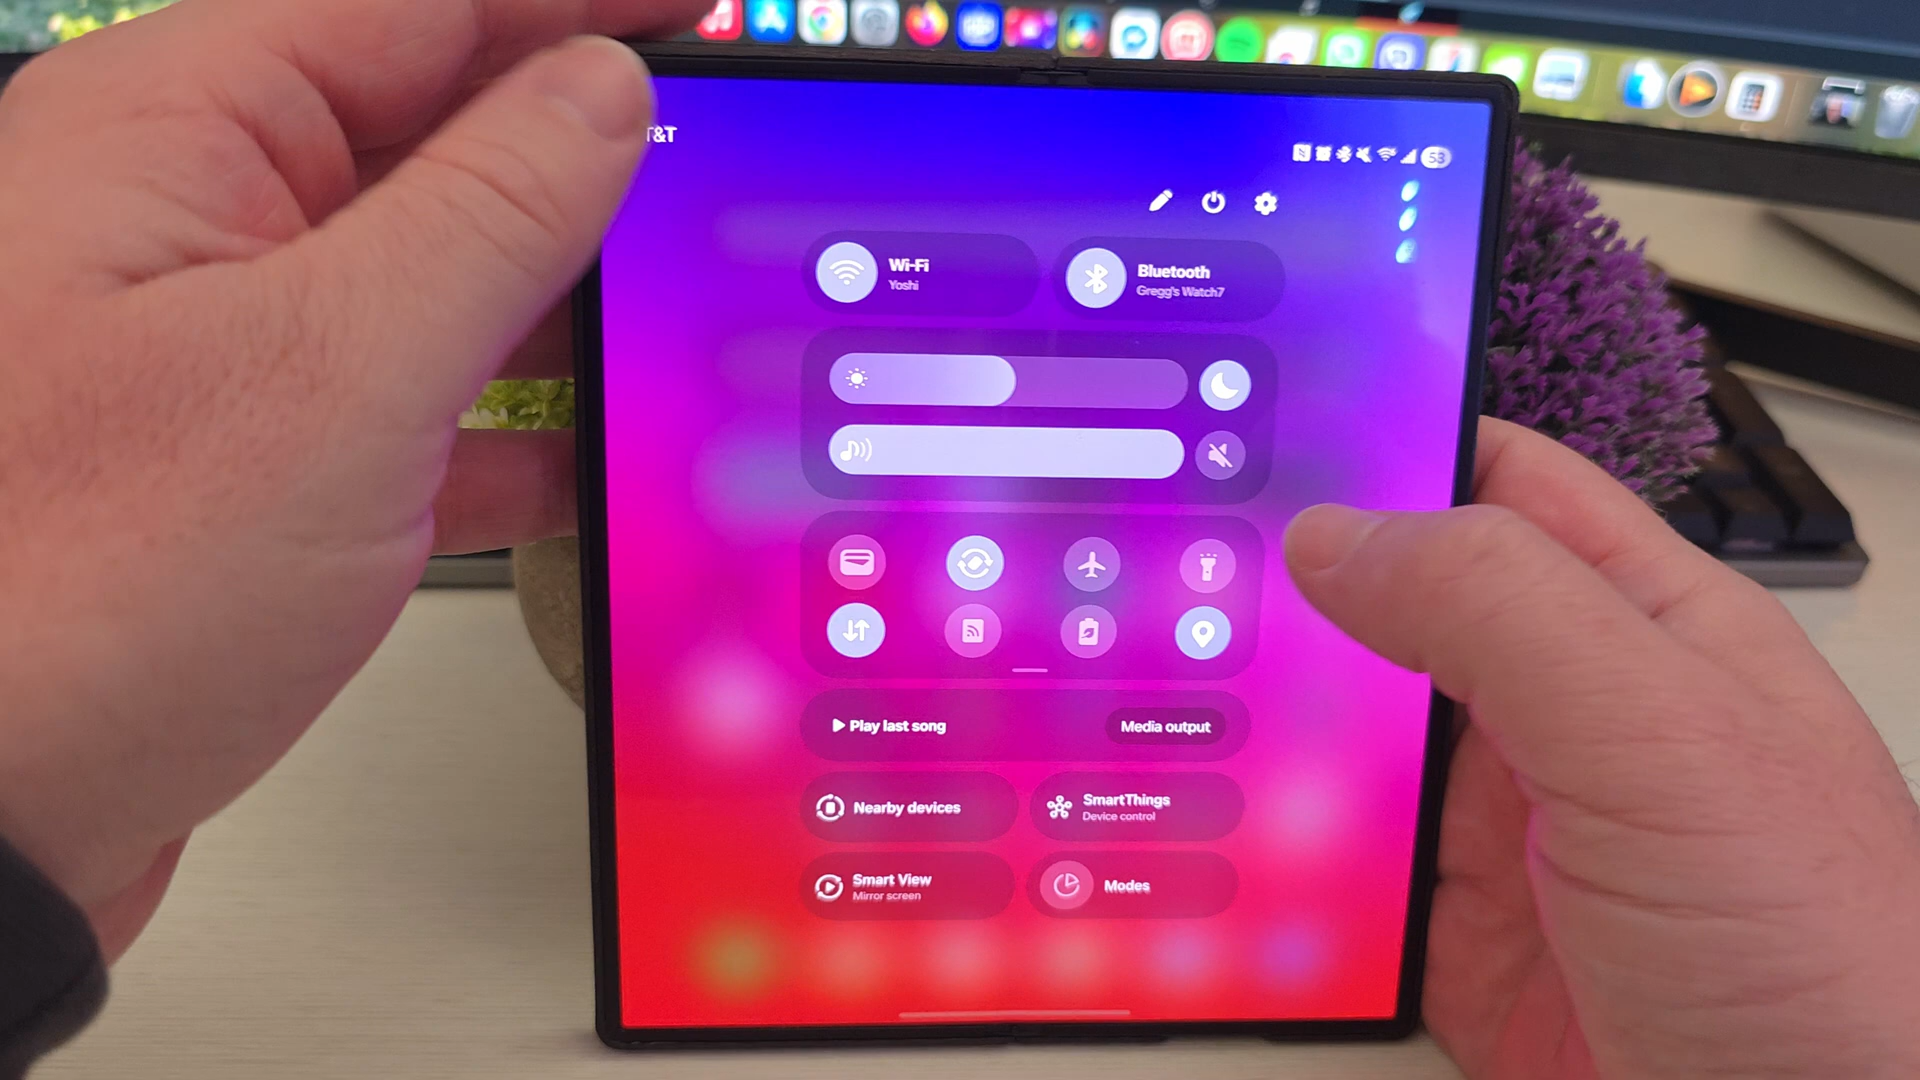 T&T
53
Wi-Fi
Yoshi
Bluetooth
Gregg's Watch7
Play last song
Media output
Nearby devices
SmartThings
Device control
Smart View
Mirror screen
Modes